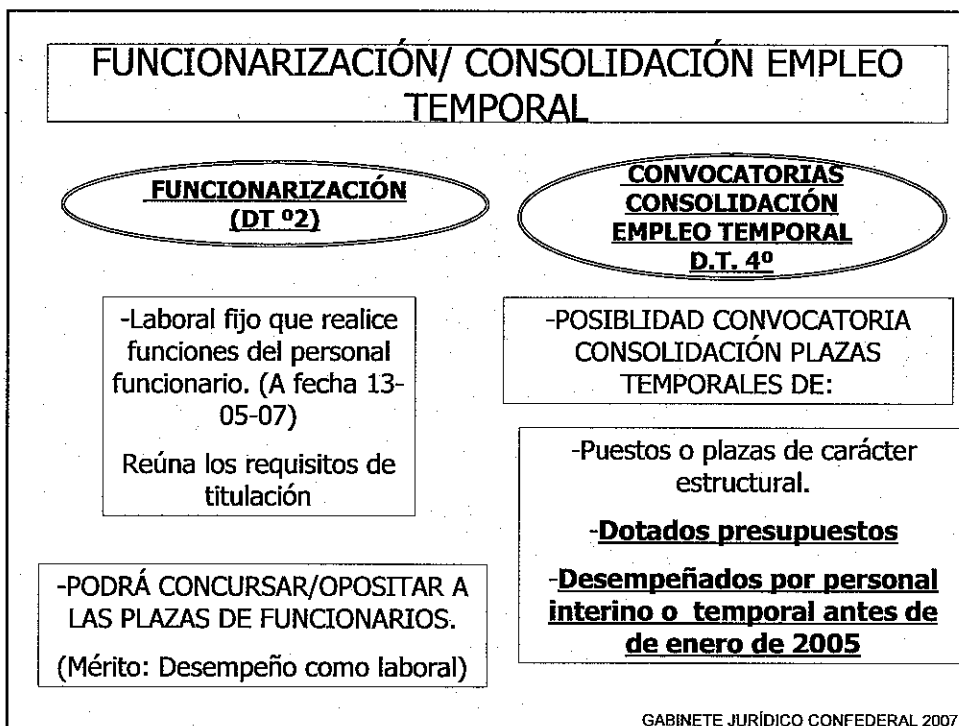 FUNCIONARIZACIÓN/ CONSOLIDACIÓN EMPLEO
TEMPORAL
FUNCIONARIZACIÓN
(DT º2)
-Laboral fijo que realice
funciones del personal
funcionario. (A fecha 13-
05-07)
Reúna los requisitos de
titulación
-PODRÁ CONCURSAR/OPOSITAR A
LAS PLAZAS DE FUNCIONARIOS.
(Mérito: Desempeño como laboral)
CONVOCATORIAS
CONSOLIDACIÓN
EMPLEO TEMPORAL
D.T. 4º
-POSIBLIDAD CONVOCATORIA
CONSOLIDACIÓN PLAZAS
TEMPORALES DE:
-Puestos o plazas de carácter
estructural.
-Dotados presupuestos
-Desempeñados por personal
interino o temporal antes de
de enero de 2005
GABINETE JURÍDICO CONFEDERAL 2007